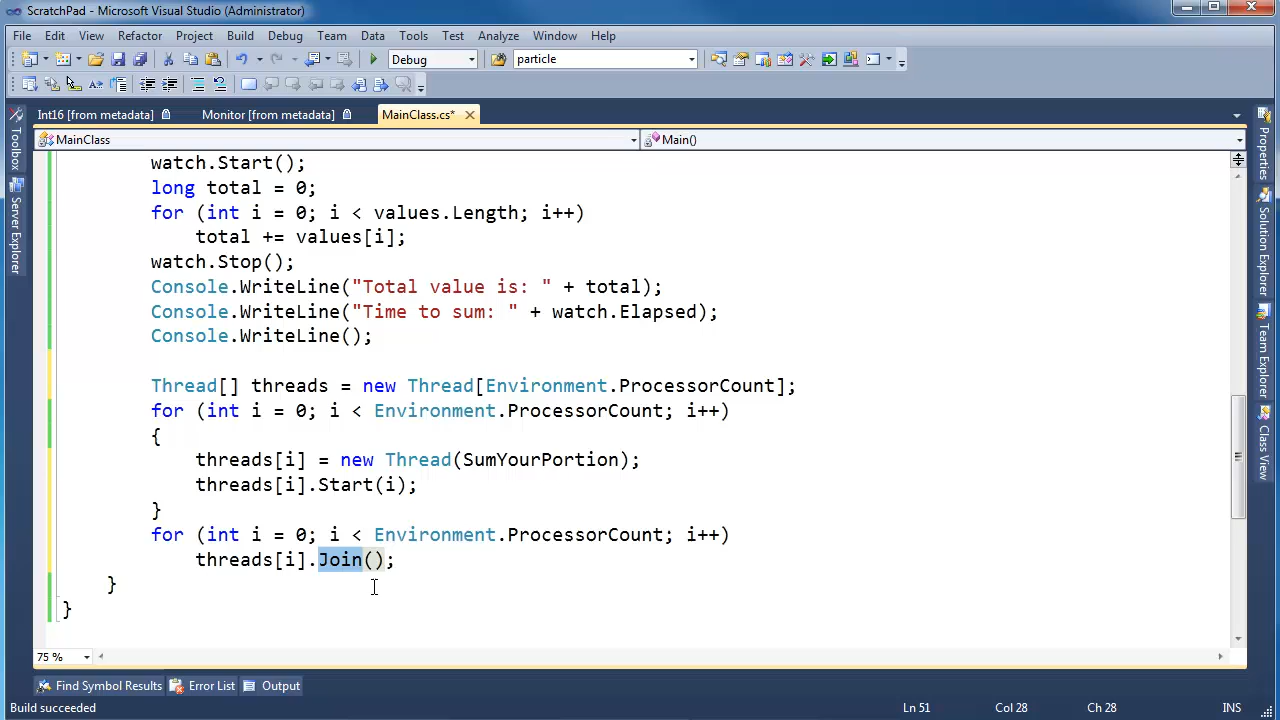 ScratchPad - Microsoft Visual Studio (Administrator)
File Edit View Refactor Project Build Debug Team Data Tools Test Analyze Window Help
Debug particle
Int16 [from metadata] Monitor [from metadata] MainClass.cs*
MainClass Main()
Toolbox
Server Explorer
watch.Start();
long total = 0;
for (int i = 0; i < values.Length; i++)
total += values[i];
watch.Stop();
Console.WriteLine("Total value is: " + total);
Console.WriteLine("Time to sum: " + watch.Elapsed);
Console.WriteLine();
Thread[] threads = new Thread[Environment.ProcessorCount];
for (int i = 0; i < Environment.ProcessorCount; i++)
{
threads[i] = new Thread(SumYourPortion);
threads[i].Start(i);
}
for (int i = 0; i < Environment.ProcessorCount; i++)
threads[i].Join();
}
}
Properties
Solution Explorer
Team Explorer
Class View
75 %
Find Symbol Results Error List Output
Build succeeded Ln 51 Col 28 Ch 28 INS